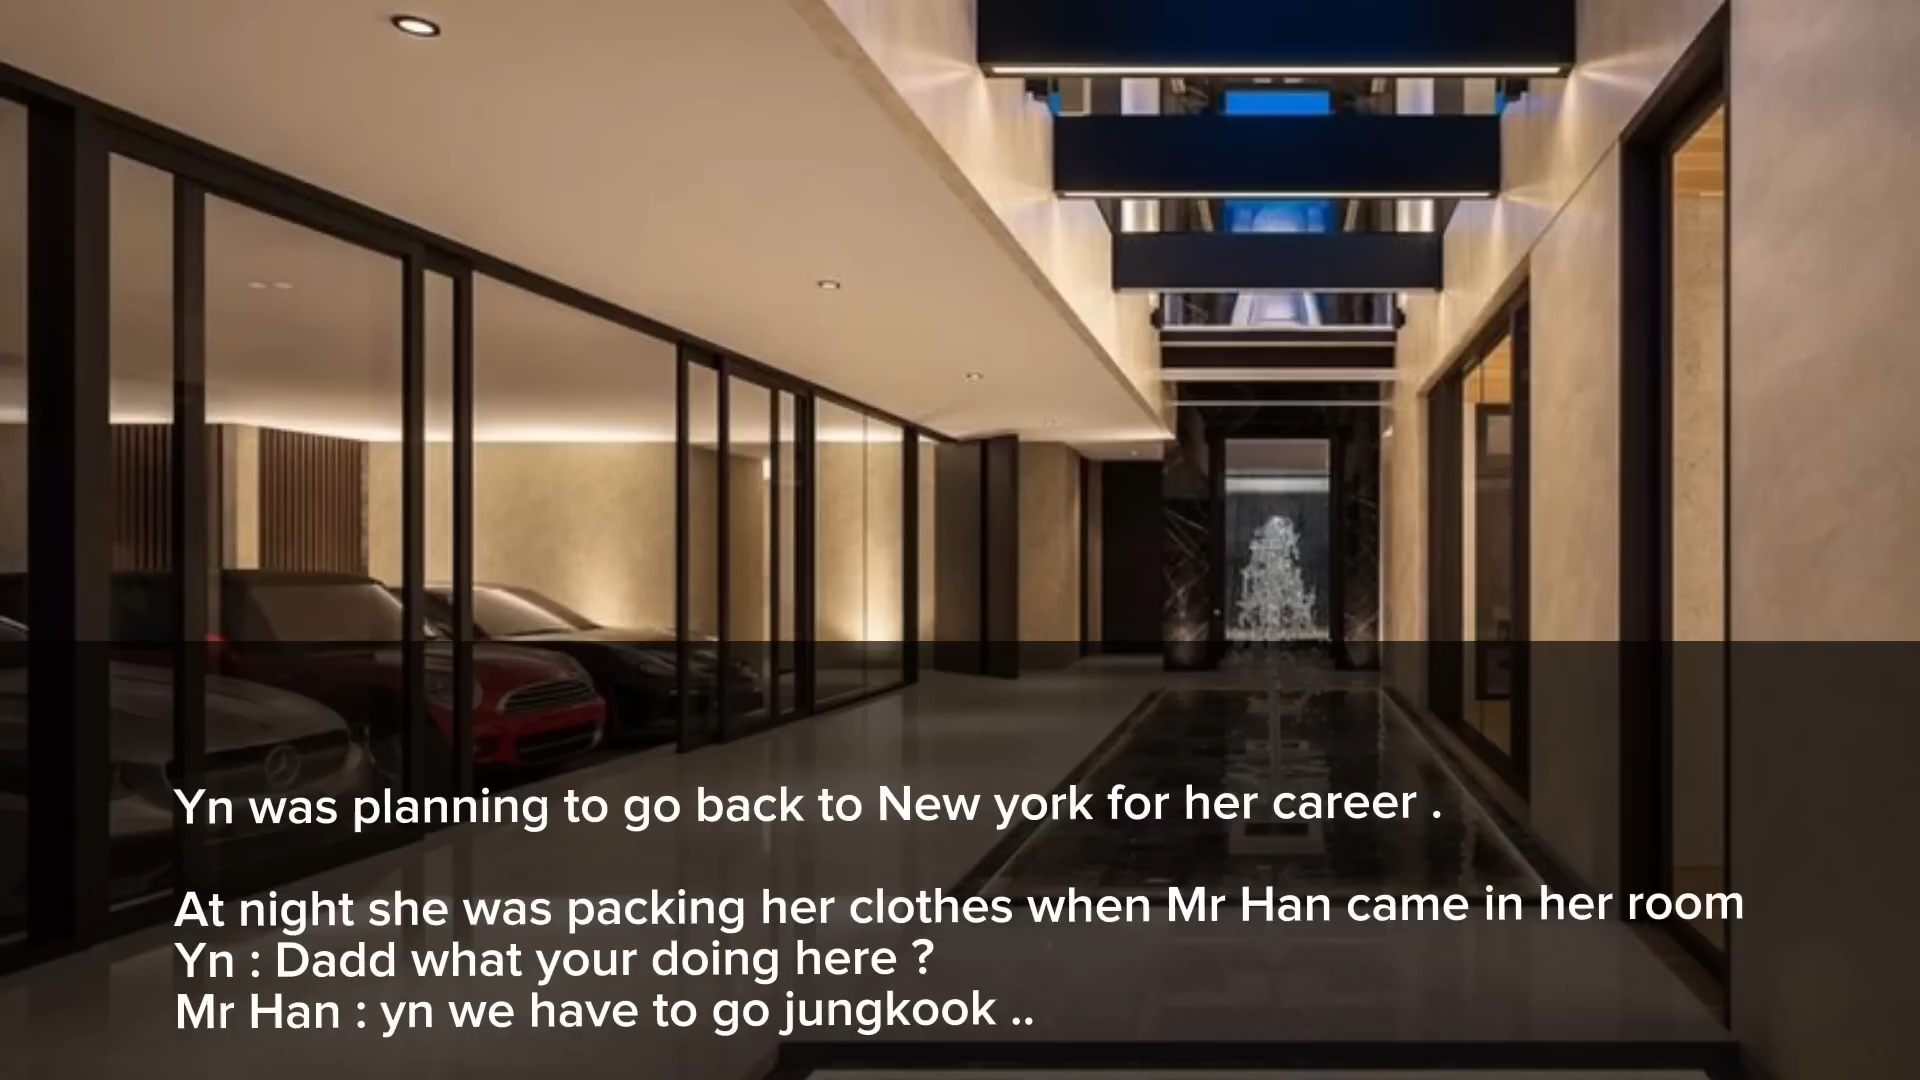 Yn was planning to go back to New york for her career .
At night she was packing her clothes when Mr Han came in her room
Yn : Dadd what your doing here ?
Mr Han : yn we have to go jungkook ..